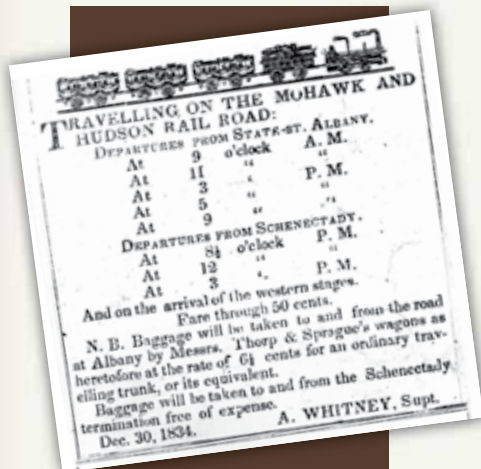 TRAVELLING ON THE MOHAWK AND
HUDSON RAIL ROAD:
DEPARTURES FROM STATE-ST. ALBANY.
At 9 o'clock A. M.
At 11 " "
At 3 " P. M.
At 5 " "
At 9 " "
DEPARTURES FROM SCHENECTADY.
At 8½ o'clock P. M.
At 12 " "
At 3 " P. M.
And on the arrival of the western stages.
Fare through 50 cents.
N. B. Baggage will be taken to and from the road
at Albany by Messrs. Thorp & Sprague's wagons as
heretofore at the rate of 6¼ cents for an ordinary trav-
elling trunk, or its equivalent.
Baggage will be taken to and from the Schenectady
termination free of expense.
Dec. 30, 1834. A. WHITNEY, Supt.